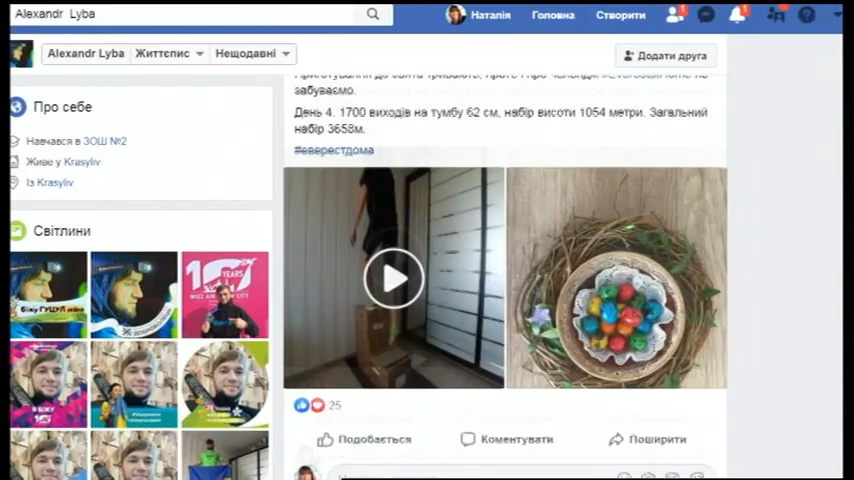 Alexandr Lyba
Наталія Головна Створити
1
1
Alexandr Lyba Життєпис Нещодавні
Додати друга
Про себе
Навчався в ЗОШ №2
Живе у Krasyliv
Із Krasyliv
Світлини
забуваємо.
День 4. 1700 виходів на тумбу 62 см, набір висоти 1054 метри. Загальний
набір 3658м.
#еверестдома
25
Подобається Коментувати Поширити